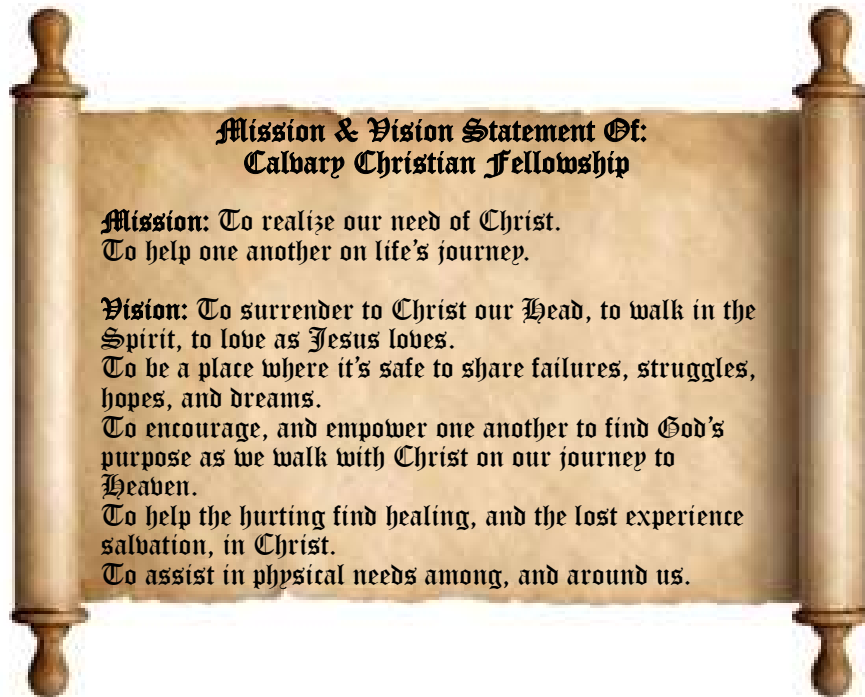 Mission & Vision Statement Of:
Calvary Christian Fellowship
Mission: To realize our need of Christ.
To help one another on life's journey.
Vision: To surrender to Christ our Head, to walk in the
Spirit, to love as Jesus loves.
To be a place where it's safe to share failures, struggles,
hopes, and dreams.
To encourage, and empower one another to find God's
purpose as we walk with Christ on our journey to
Heaven.
To help the hurting find healing, and the lost experience
salvation, in Christ.
To assist in physical needs among, and around us.